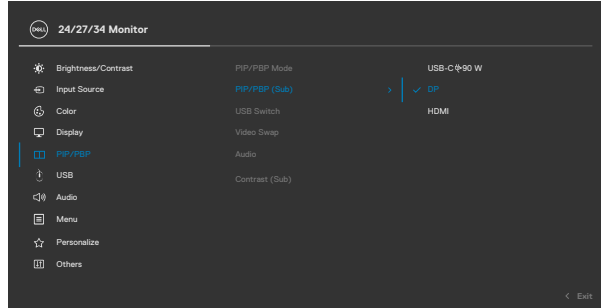 DELL 24/27/34 Monitor
Brightness/Contrast
Input Source
Color
Display
PIP/PBP
USB
Audio
Menu
Personalize
Others
PIP/PBP Mode
PIP/PBP (Sub)
USB Switch
Video Swap
Audio
Contrast (Sub)
USB-C 90 W
DP
HDMI
Exit